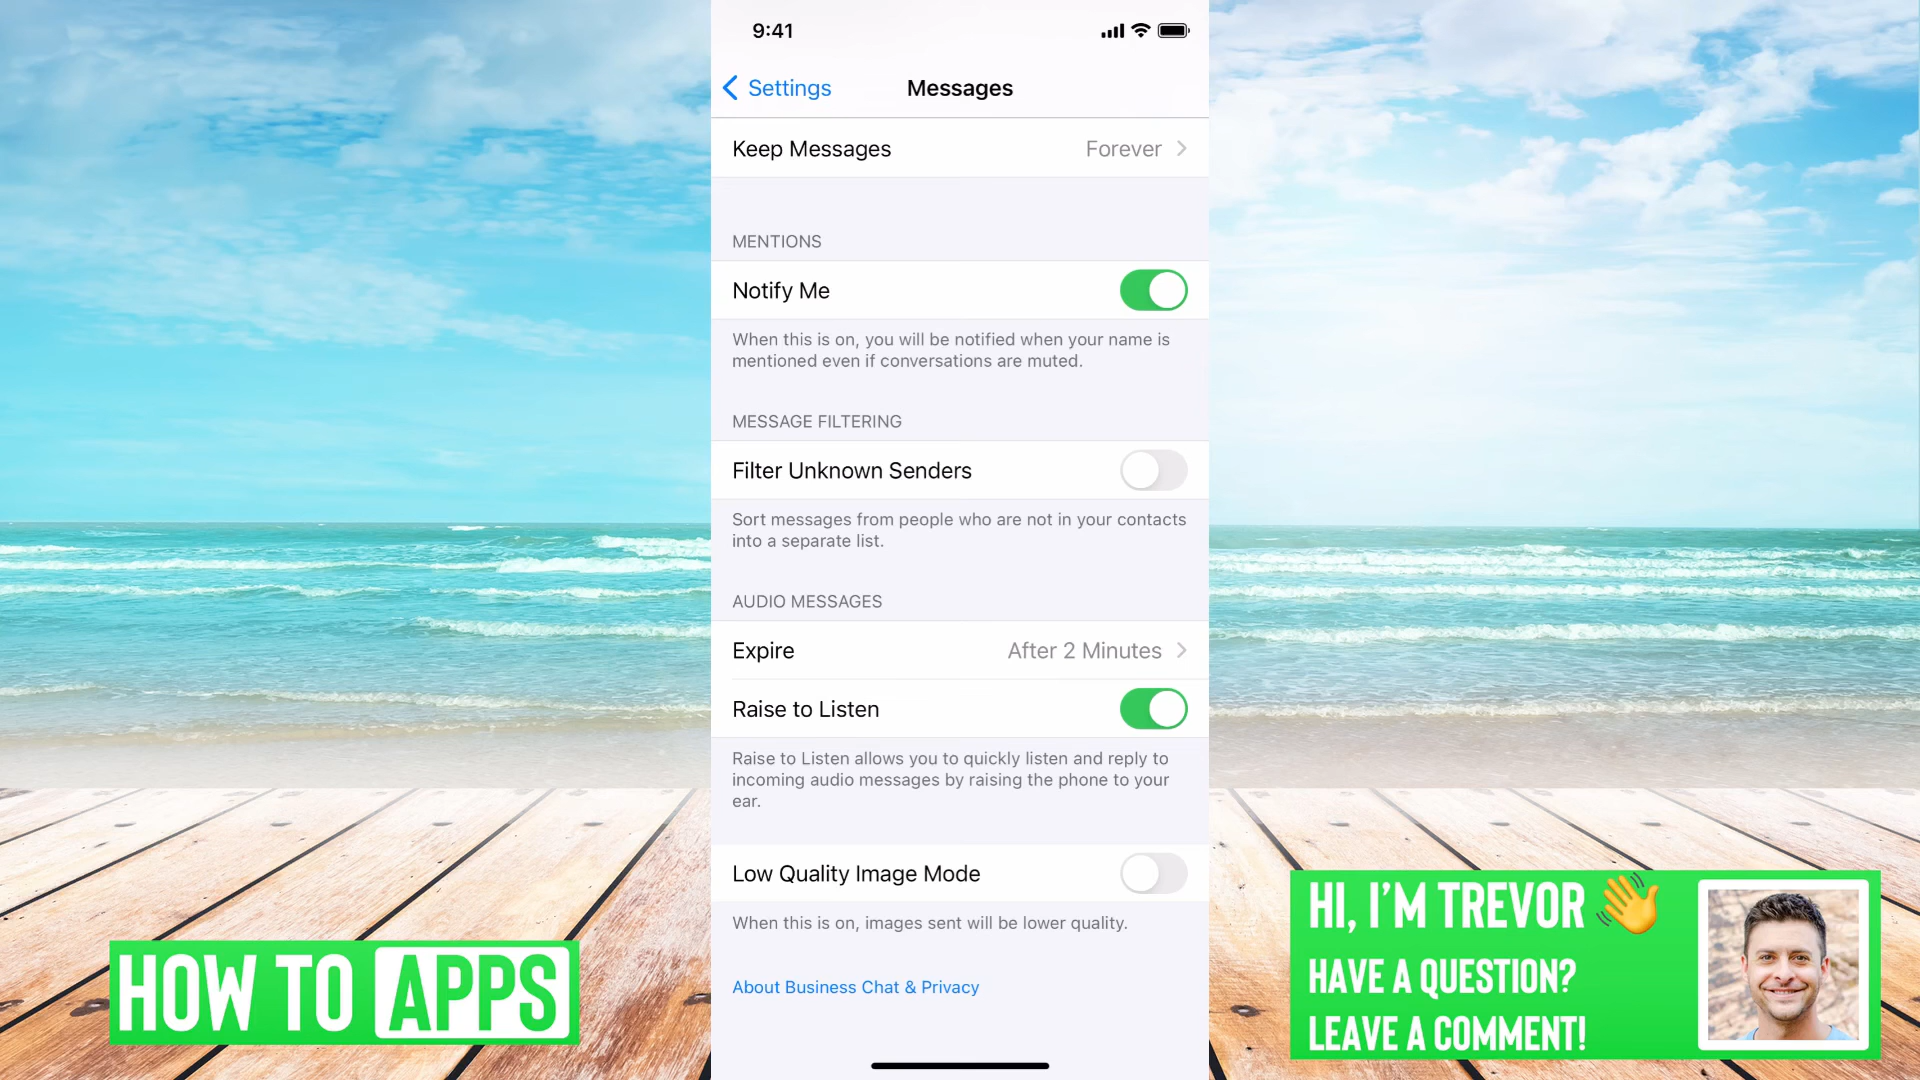 9:41
Settings
Messages
Keep Messages
Forever
MENTIONS
Notify Me
When this is on, you will be notified when your name is
mentioned even if conversations are muted.
MESSAGE FILTERING
Filter Unknown Senders
Sort messages from people who are not in your contacts
into a separate list.
AUDIO MESSAGES
Expire
After 2 Minutes
Raise to Listen
Raise to Listen allows you to quickly listen and reply to
incoming audio messages by raising the phone to your
ear.
Low Quality Image Mode
When this is on, images sent will be lower quality.
About Business Chat & Privacy
HOW TO APPS
HI, I'M TREVOR 👋
HAVE A QUESTION?
LEAVE A COMMENT!